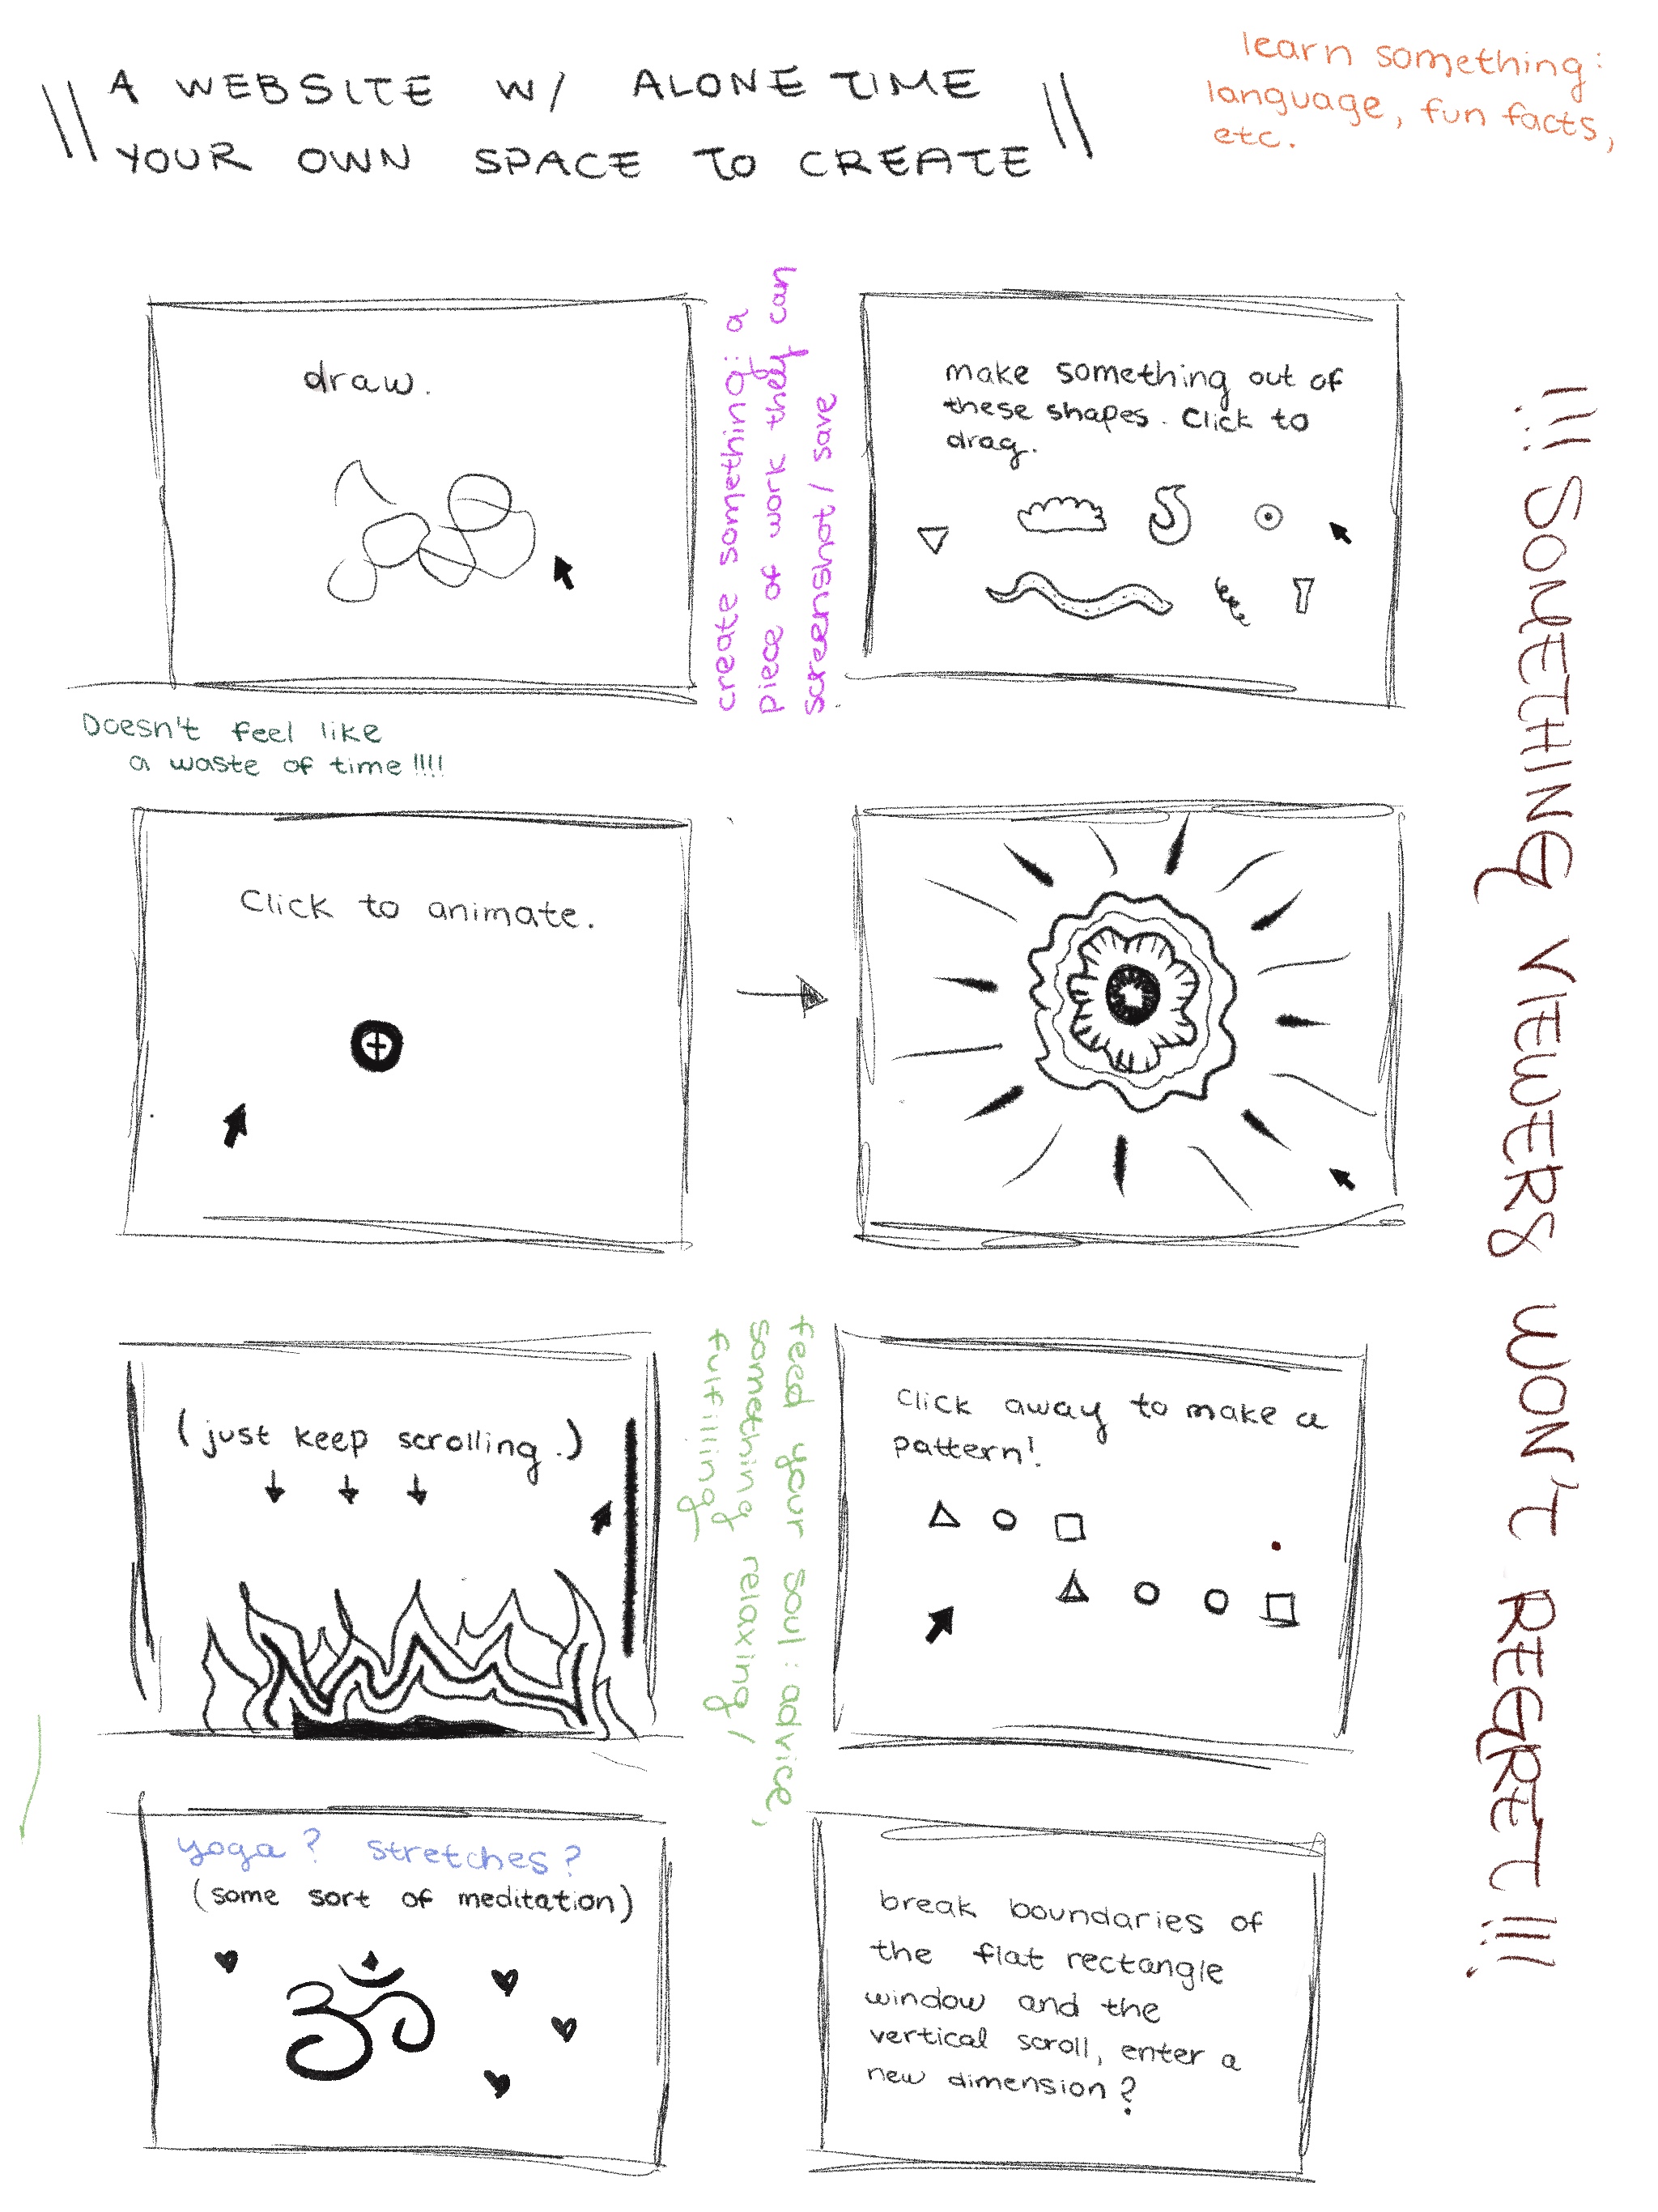 || A WEBSITE W/ ALONE TIME
YOUR OWN SPACE TO CREATE ||
learn something:
language, fun facts,
etc.
draw.
create something: a
piece of work they can
screenshot / save
make something out of
these shapes. Click to
drag.
Doesn't feel like
a waste of time!!!!
Click to animate.
(just keep scrolling.)
feed your soul: advice,
something relaxing /
fulfilling
Click away to make a
pattern!
yoga? stretches?
(some sort of meditation)
ॐ
break boundaries of
the flat rectangle
window and the
vertical scroll, enter a
new dimension?
!!! SOMETHING VIEWERS WON'T REGRET!!!